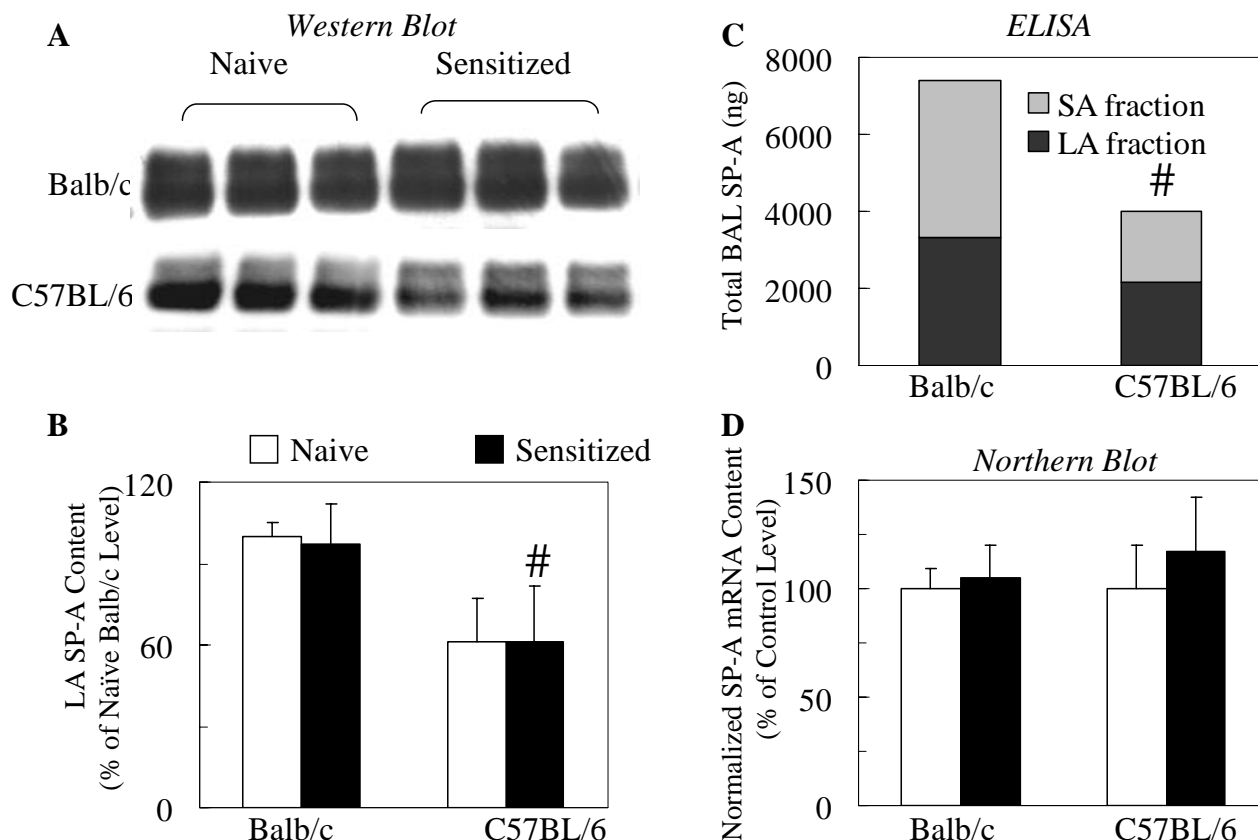 A
Western Blot
Naive
Sensitized
Balb/c
C57BL/6
B
Naive
Sensitized
LA SP-A Content
(% of Naïve Balb/c Level)
120
60
0
#
Balb/c
C57BL/6
C
ELISA
Total BAL SP-A (ng)
8000
6000
4000
2000
0
SA fraction
LA fraction
#
Balb/c
C57BL/6
D
Northern Blot
Normalized SP-A mRNA Content
(% of Control Level)
150
100
50
0
Balb/c
C57BL/6